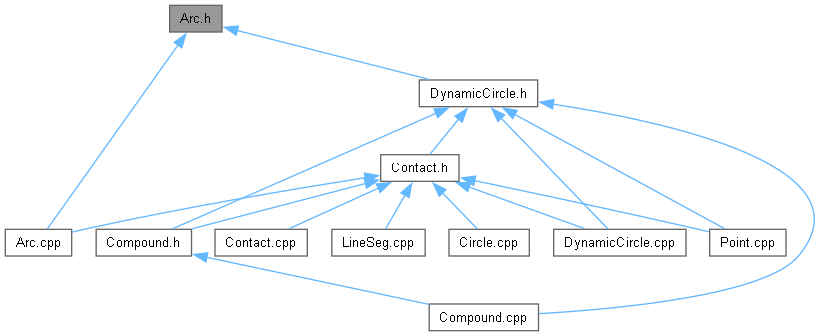 Arc.h
DynamicCircle.h
Contact.h
Arc.cpp
Compound.h
Contact.cpp
LineSeg.cpp
Circle.cpp
DynamicCircle.cpp
Point.cpp
Compound.cpp